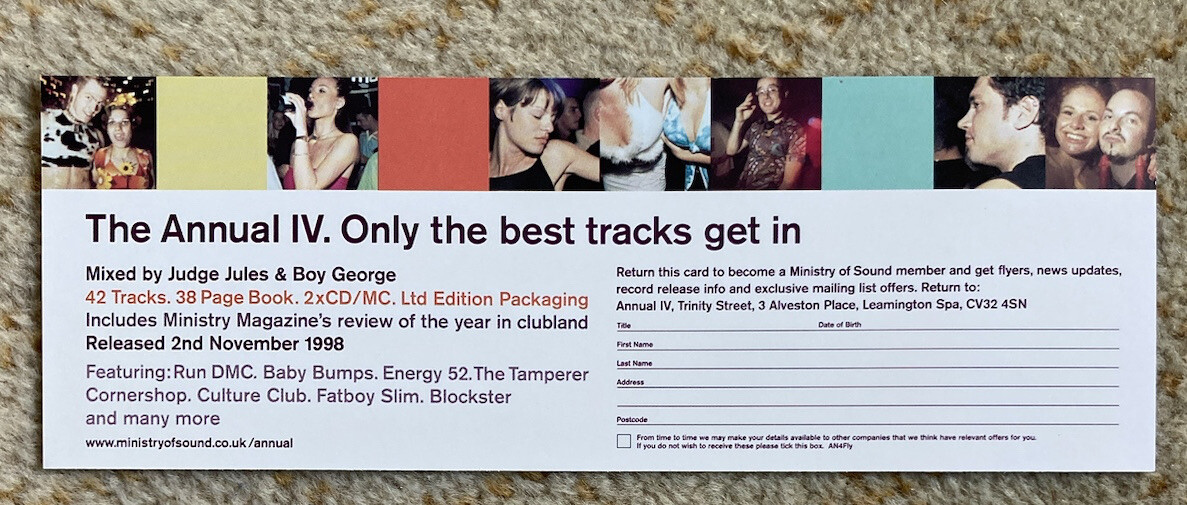 The Annual IV. Only the best tracks get in
Mixed by Judge Jules & Boy George
42 Tracks. 38 Page Book. 2xCD/MC. Ltd Edition Packaging
Includes Ministry Magazine's review of the year in clubland
Released 2nd November 1998
Featuring: Run DMC. Baby Bumps. Energy 52. The Tamperer
Cornershop. Culture Club. Fatboy Slim. Blockster
and many more
www.ministryofsound.co.uk/annual
Return this card to become a Ministry of Sound member and get flyers, news updates,
record release info and exclusive mailing list offers. Return to:
Annual IV, Trinity Street, 3 Alveston Place, Leamington Spa, CV32 4SN
Title Date of Birth
First Name
Last Name
Address
Postcode
From time to time we may make your details available to other companies that we think have relevant offers for you.
If you do not wish to receive these please tick this box. AN4Fly